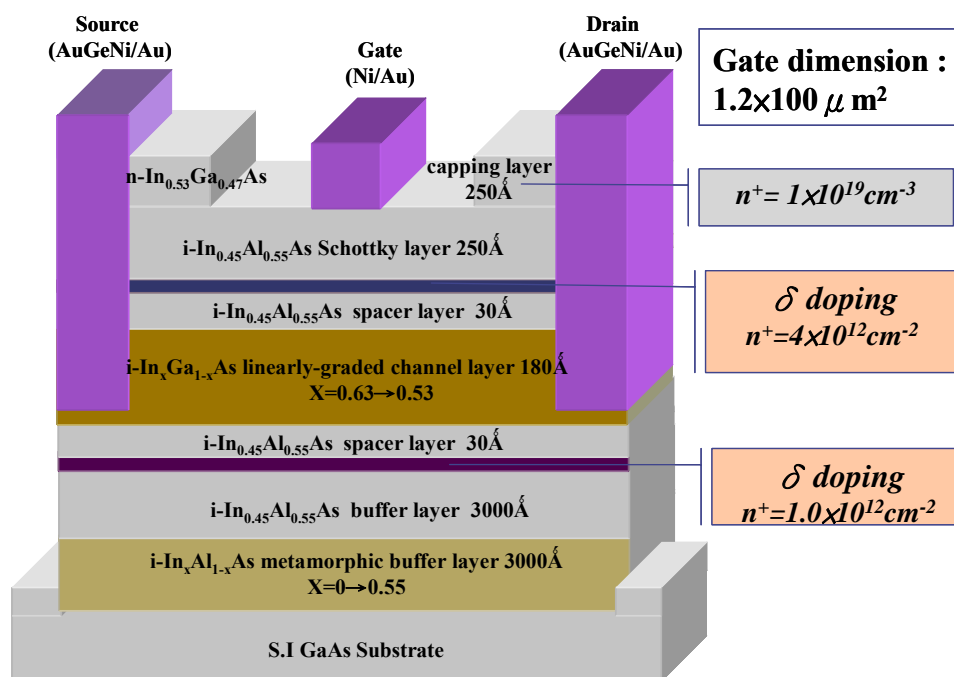 Source
(AuGeNi/Au)
Gate
(Ni/Au)
Drain
(AuGeNi/Au)
Gate dimension :
1.2×100 μ m²
n-In₀.₅₃Ga₀.₄₇As
capping layer
250Å
n⁺= 1×10¹⁹cm⁻³
i-In₀.₄₅Al₀.₅₅As Schottky layer 250Å
δ doping
n⁺=4×10¹²cm⁻²
i-In₀.₄₅Al₀.₅₅As spacer layer 30Å
i-InₓGa₁₋ₓAs linearly-graded channel layer 180Å
X=0.63→0.53
i-In₀.₄₅Al₀.₅₅As spacer layer 30Å
δ doping
n⁺=1.0×10¹²cm⁻²
i-In₀.₄₅Al₀.₅₅As buffer layer 3000Å
i-InₓAl₁₋ₓAs metamorphic buffer layer 3000Å
X=0→0.55
S.I GaAs Substrate